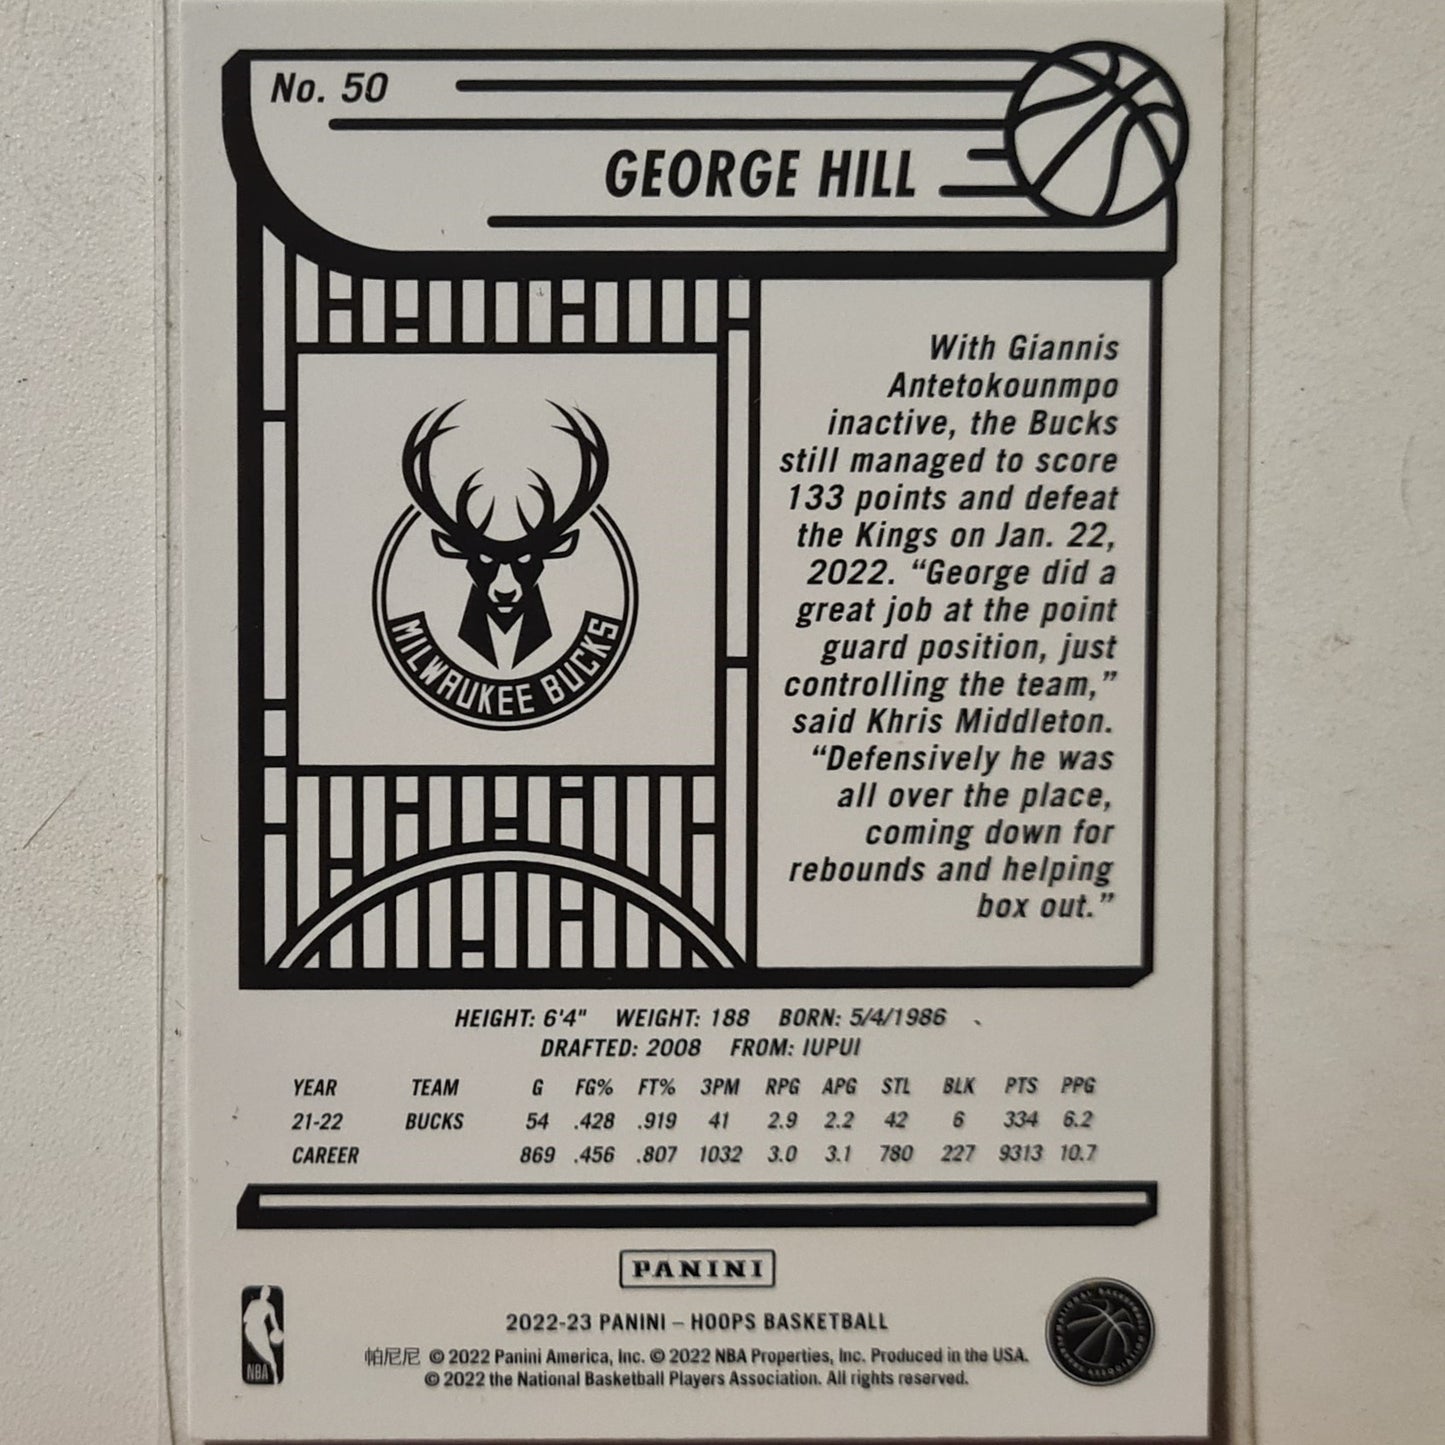 No. 50
GEORGE HILL
MILWAUKEE BUCKS
With Giannis
Antetokounmpo
inactive, the Bucks
still managed to score
133 points and defeat
the Kings on Jan. 22,
2022. “George did a
great job at the point
guard position, just
controlling the team,”
said Khris Middleton.
“Defensively he was
all over the place,
coming down for
rebounds and helping
box out.”
HEIGHT: 6'4" WEIGHT: 188 BORN: 5/4/1986
DRAFTED: 2008 FROM: IUPUI
YEAR TEAM G FG% FT% 3PM RPG APG STL BLK PTS PPG
21-22 BUCKS 54 .428 .919 41 2.9 2.2 42 6 334 6.2
CAREER 869 .456 .807 1032 3.0 3.1 780 227 9313 10.7
PANINI
2022-23 PANINI – HOOPS BASKETBALL
帕尼尼 © 2022 Panini America, Inc. © 2022 NBA Properties, Inc. Produced in the USA.
© 2022 the National Basketball Players Association. All rights reserved.
NBA
NATIONAL BASKETBALL PLAYERS ASSOCIATION